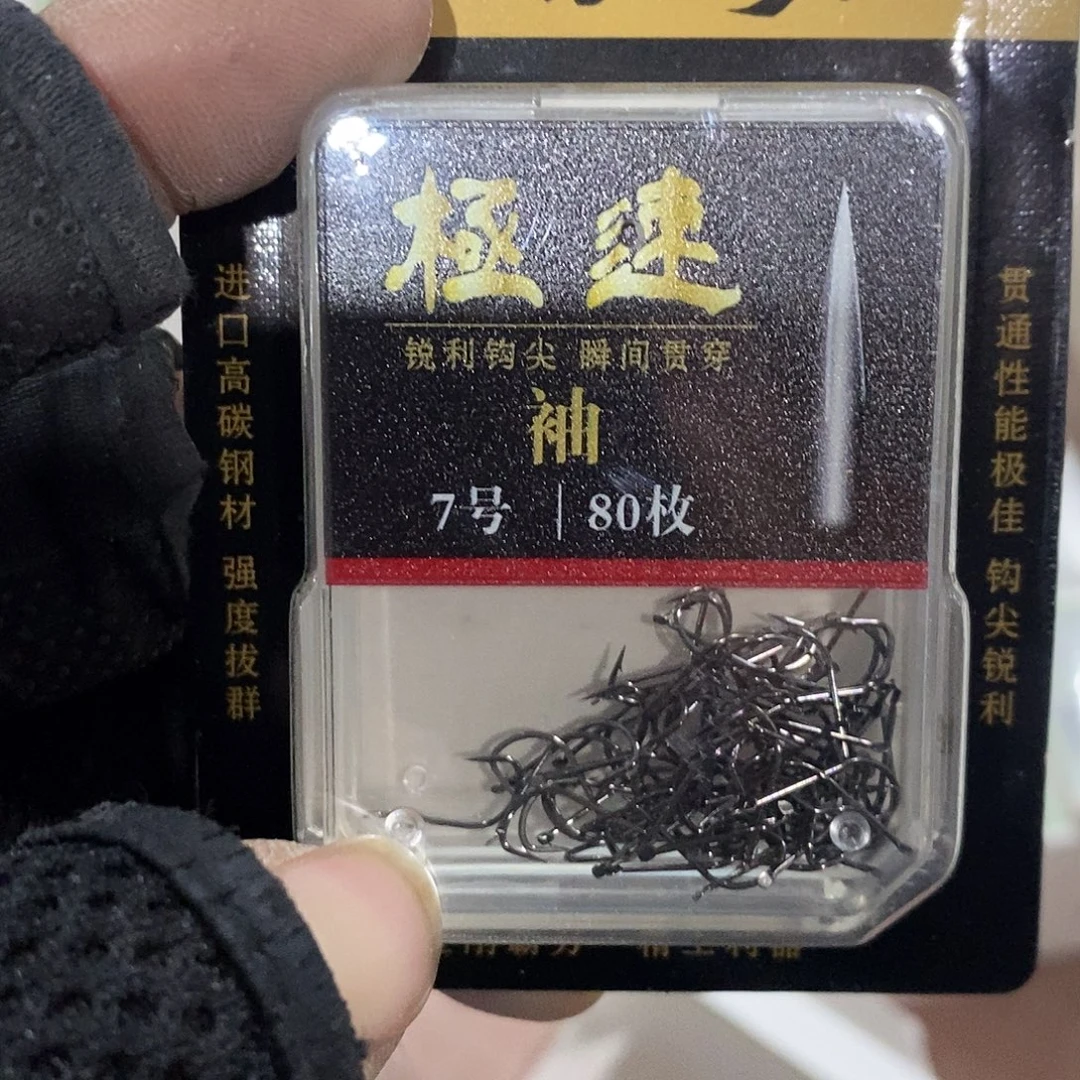 極速
锐利钩尖 瞬间贯穿
袖
7号 | 80枚
进口高碳钢材 强度拔群
贯通性能极佳 钩尖锐利